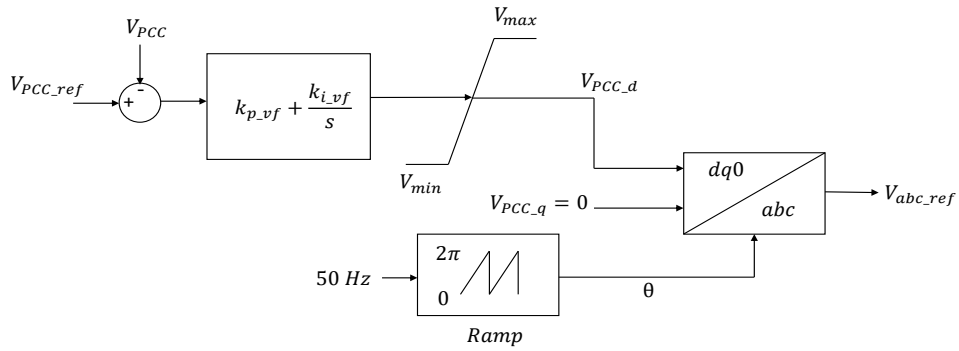 V_PCC
V_max
V_PCC_ref
+
-
k_p_vf + k_i_vf / s
V_PCC_d
V_min
dq0
V_PCC_q = 0
abc
V_abc_ref
2π
50 Hz
0
θ
Ramp